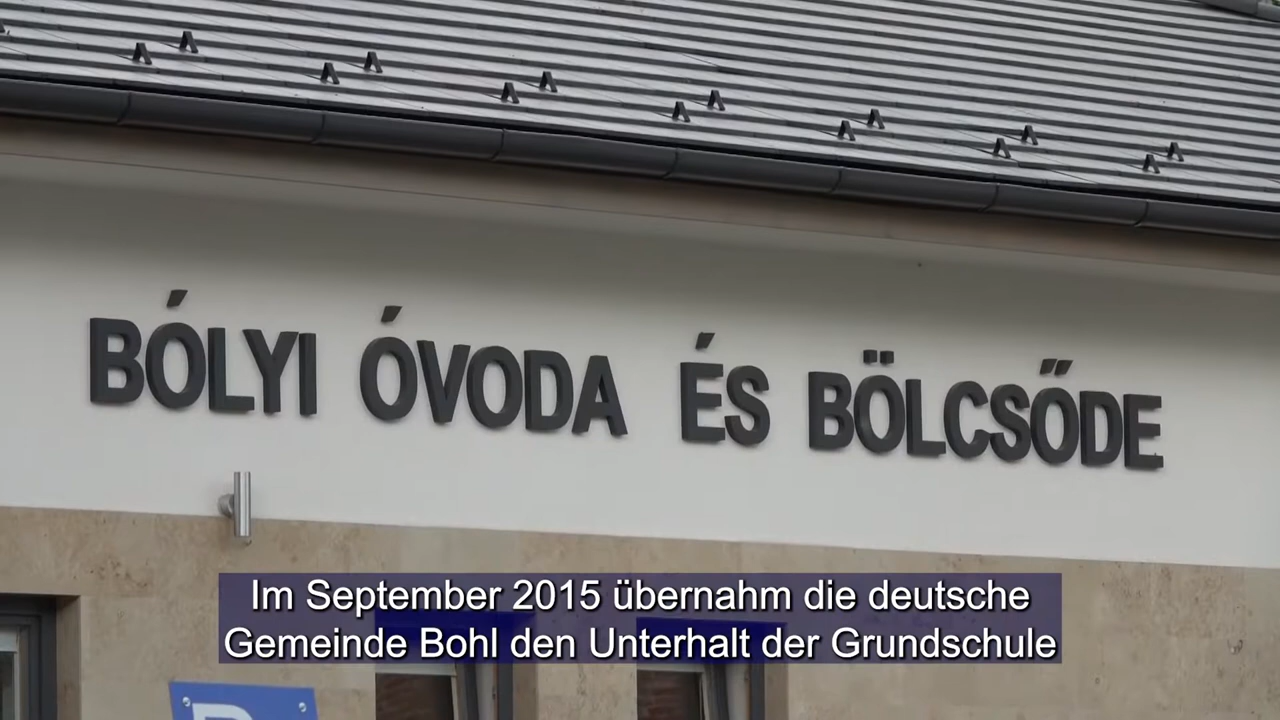 BÓLYI ÓVODA ÉS BÖLCSŐDE
Im September 2015 übernahm die deutsche
Gemeinde Bohl den Unterhalt der Grundschule
P